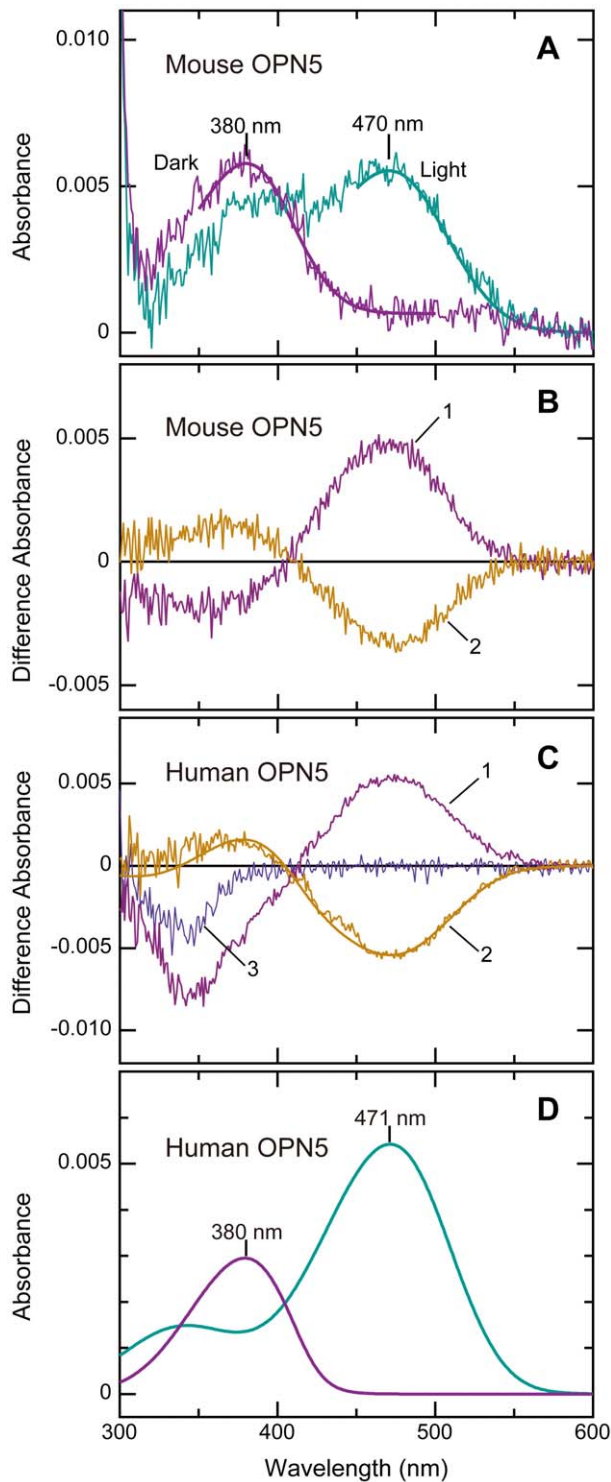 0.010
A
Mouse OPN5
380 nm
470 nm
Dark
Light
0.005
Absorbance
0
B
Mouse OPN5
1
0.005
Difference Absorbance
0
2
-0.005
C
Human OPN5
1
0.005
Difference Absorbance
0
-0.005
3
2
-0.010
D
471 nm
Human OPN5
0.005
380 nm
Absorbance
0
300 400 500 600
Wavelength (nm)